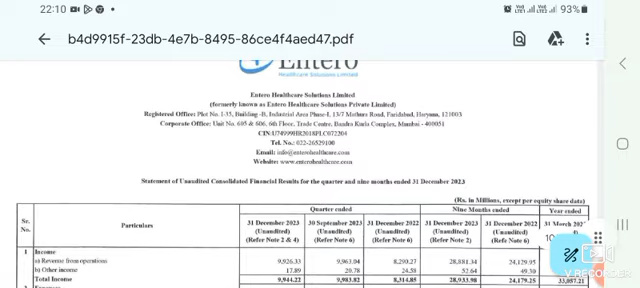 22:10
93%
b4d9915f-23db-4e7b-8495-86ce4f4aed47.pdf
Entero
Healthcare Solutions Limited
Entero Healthcare Solutions Limited
(formerly known as Entero Healthcare Solutions Private Limited)
Registered Office: Plot No. I-35, Building -B, Industrial Area Phase-I, 13/7 Mathura Road, Faridabad, Haryana, 121003
Corporate Office: Unit No. 605 & 606, 6th Floor, Trade Centre, Bandra Kurla Complex, Mumbai - 400051
CIN-U74999HR2018PLC072204
Tel. No.: 022-26529100
Email: info@enterohealthcare.com
Website: www.enterohealthcare.com
Statement of Unaudited Consolidated Financial Results for the quarter and nine months ended 31 December 2023
(Rs. in Millions, except per equity share data)
Sr. No. Particulars Quarter ended Nine Months ended Year ended
31 December 2023 30 September 2023 31 December 2022 31 December 2023 31 December 2022 31 March
(Unaudited) (Unaudited) (Unaudited) (Unaudited) (Unaudited)
(Refer Note 2 & 4) (Refer Note 6) (Refer Note 6) (Refer Note 2) (Refer Note 6)
1 Income
a) Revenue from operations 9,926.33 9,963.04 8,290.27 28,881.34 24,129.95
b) Other income 17.89 20.78 24.58 52.64 49.30
Total Income 9,944.22 9,983.82 8,314.85 28,933.98 24,179.25 33,057.21
V.RECORDER